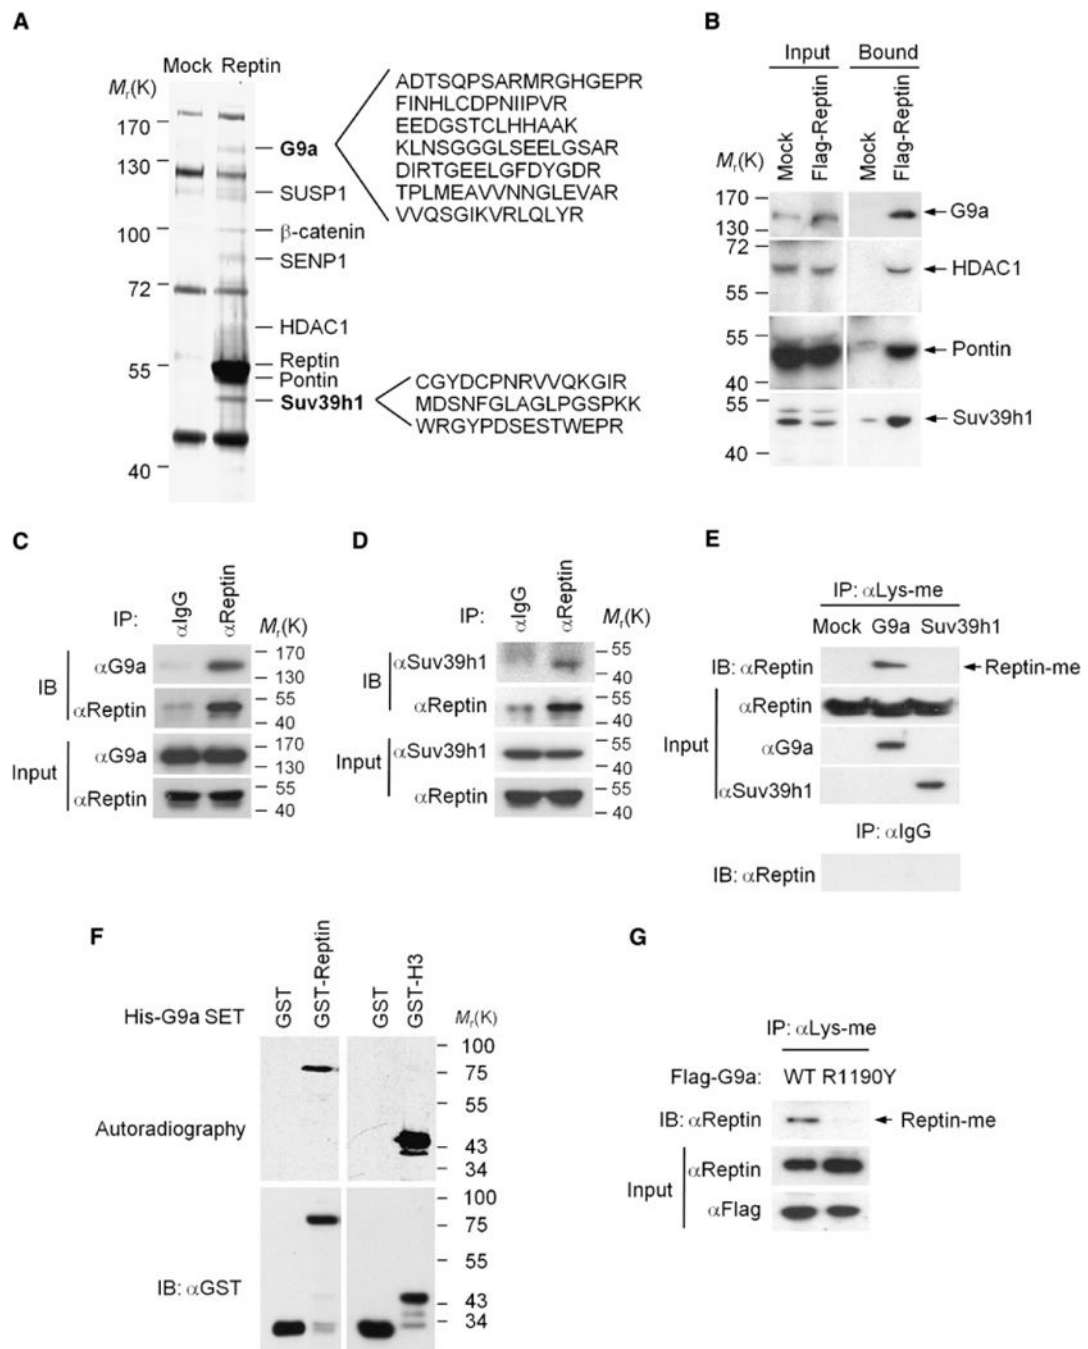 A
Mock Reptin
Mr(K)
170
130
100
72
55
40
G9a
SUSP1
β-catenin
SENP1
HDAC1
Reptin
Pontin
Suv39h1
ADTSQPSARMRGHGEPR
FINHLCDPNIIPVR
EEDGSTCLHHAAK
KLNSGGGLSEELGSAR
DIRTGEELGFDYGDR
TPLMEAVVNNGLEVAR
VVQSGIKVRLQLYR
CGYDCPNRVVQKGIR
MDSNFGLAGLPGSPKK
WRGYPDSESTWEPR
B
Input Bound
Mock Flag-Reptin Mock Flag-Reptin
Mr(K)
170
130
G9a
72
55
HDAC1
55
40
Pontin
55
40
Suv39h1
C
IP: αIgG αReptin Mr(K)
IB
αG9a 170
130
αReptin 55
40
Input
αG9a 170
130
αReptin 55
40
D
IP: αIgG αReptin Mr(K)
IB
αSuv39h1 55
40
αReptin 55
40
Input
αSuv39h1 55
40
αReptin 55
40
E
IP: αLys-me
Mock G9a Suv39h1
IB: αReptin Reptin-me
Input
αReptin
αG9a
αSuv39h1
IP: αIgG
IB: αReptin
F
His-G9a SET GST GST-Reptin GST GST-H3 Mr(K)
Autoradiography
100
75
55
43
34
IB: αGST
100
75
55
43
34
G
IP: αLys-me
Flag-G9a: WT R1190Y
IB: αReptin Reptin-me
Input
αReptin
αFlag